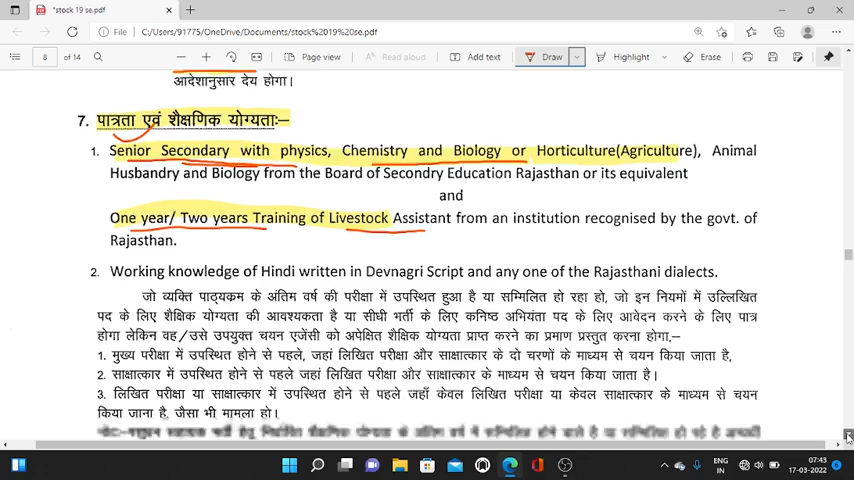 *stock 19 se.pdf
File
C:/Users/91775/OneDrive/Documents/stock%2019%20se.pdf
8 of 14
Page view
Read aloud
Add text
Draw
Highlight
Erase
आदेशानुसार देय होगा।
7. पात्रता एवं शैक्षणिक योग्यताः-
1. Senior Secondary with physics, Chemistry and Biology or Horticulture(Agriculture), Animal
Husbandry and Biology from the Board of Secondry Education Rajasthan or its equivalent
and
One year/ Two years Training of Livestock Assistant from an institution recognised by the govt. of
Rajasthan.
2. Working knowledge of Hindi written in Devnagri Script and any one of the Rajasthani dialects.
जो व्यक्ति पाठ्यक्रम के अंतिम वर्ष की परीक्षा में उपस्थित हुआ है या सम्मिलित हो रहा हो, जो इन नियमों में उल्लिखित
पद के लिए शैक्षिक योग्यता की आवश्यकता है या सीधी भर्ती के लिए कनिष्ठ अभियंता पद के लिए आवेदन करने के लिए पात्र
होगा लेकिन वह/उसे उपयुक्त चयन एजेंसी को अपेक्षित शैक्षिक योग्यता प्राप्त करने का प्रमाण प्रस्तुत करना होगा,-
1. मुख्य परीक्षा में उपस्थित होने से पहले, जहां लिखित परीक्षा और साक्षात्कार के दो चरणों के माध्यम से चयन किया जाता है,
2. साक्षात्कार में उपस्थित होने से पहले जहां लिखित परीक्षा और साक्षात्कार के माध्यम से चयन किया जाता है।
3. लिखित परीक्षा या साक्षात्कार में उपस्थित होने से पहले जहाँ केवल लिखित परीक्षा या केवल साक्षात्कार के माध्यम से चयन
किया जाना है, जैसा भी मामला हो।
ENG
IN
07:43
17-03-2022